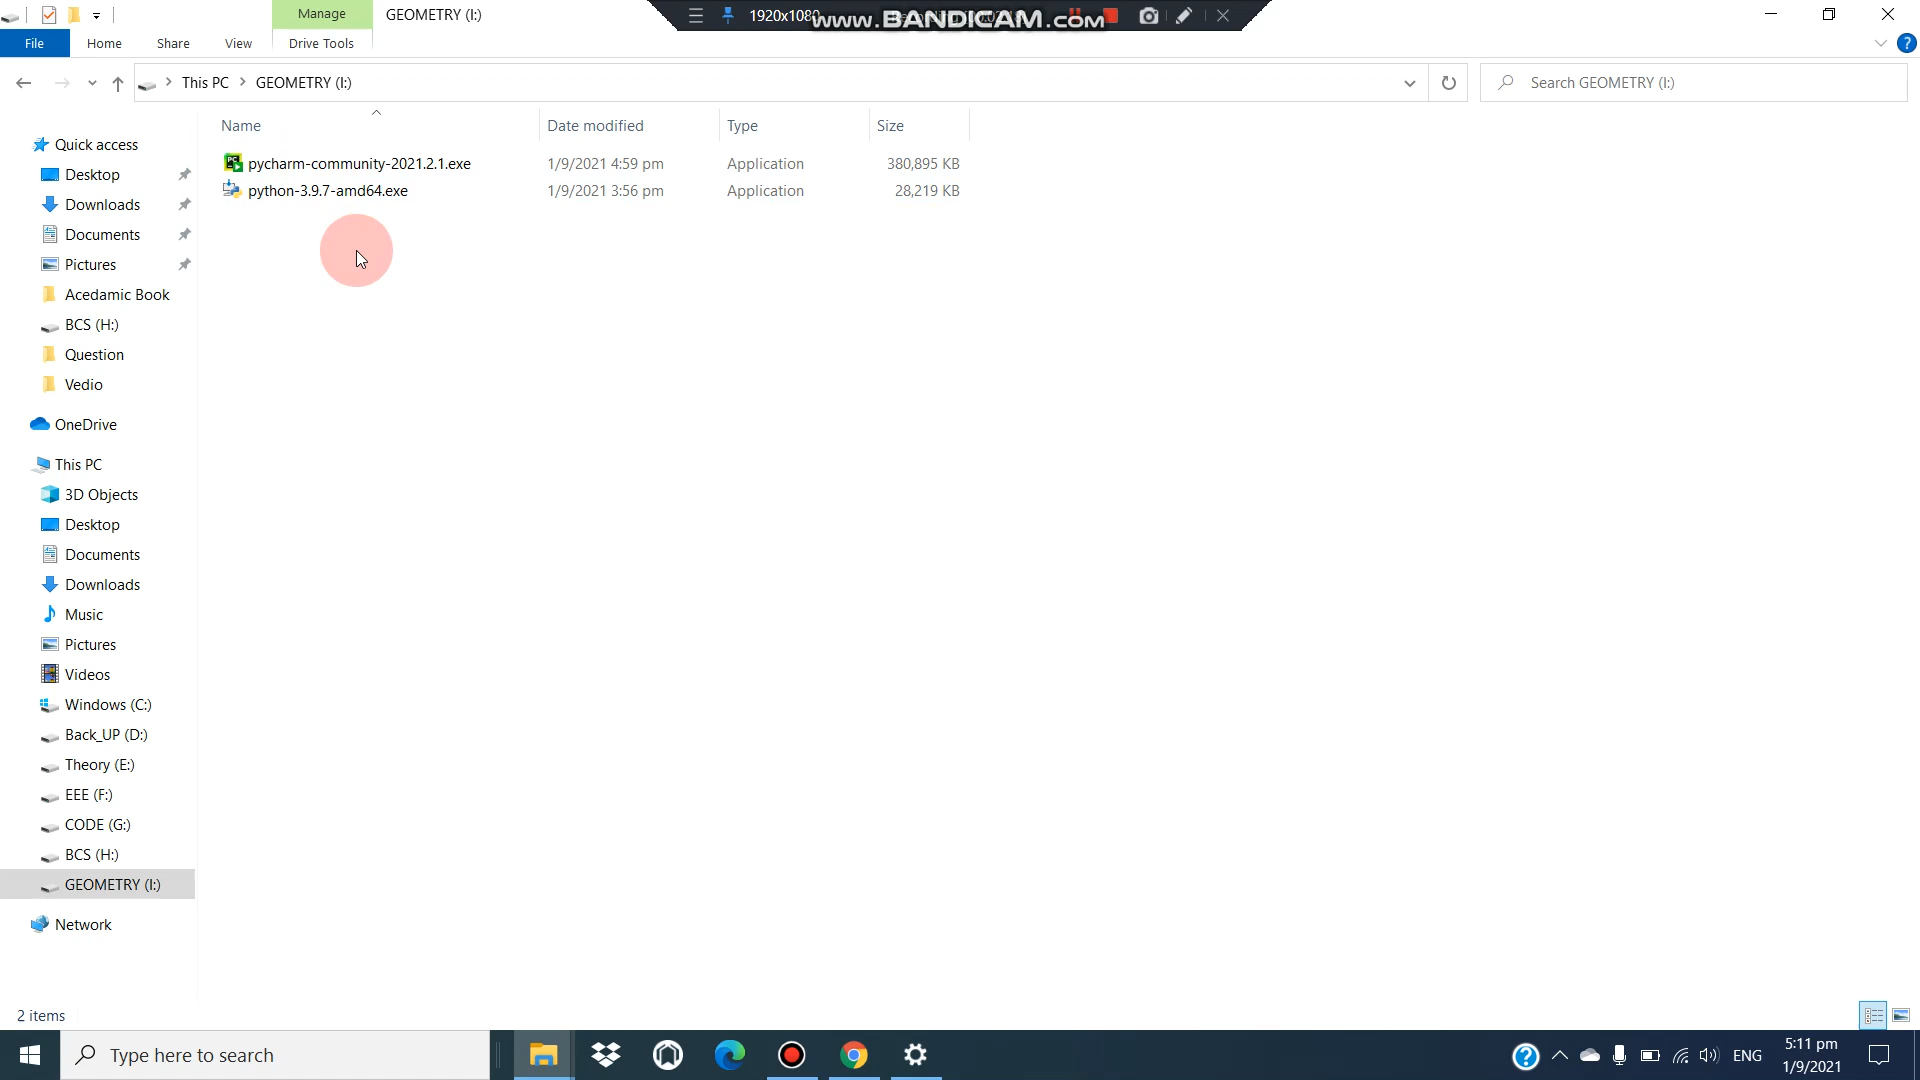 Manage
GEOMETRY (I:)
1920x1080
www.BANDICAM.com
File
Home
Share
View
Drive Tools
This PC
GEOMETRY (I:)
Search GEOMETRY (I:)
Name
Date modified
Type
Size
pycharm-community-2021.2.1.exe
1/9/2021 4:59 pm
Application
380,895 KB
python-3.9.7-amd64.exe
1/9/2021 3:56 pm
Application
28,219 KB
Quick access
Desktop
Downloads
Documents
Pictures
Acedamic Book
BCS (H:)
Question
Vedio
OneDrive
This PC
3D Objects
Desktop
Documents
Downloads
Music
Pictures
Videos
Windows (C:)
Back_UP (D:)
Theory (E:)
EEE (F:)
CODE (G:)
BCS (H:)
GEOMETRY (I:)
Network
2 items
Type here to search
ENG
5:11 pm
1/9/2021